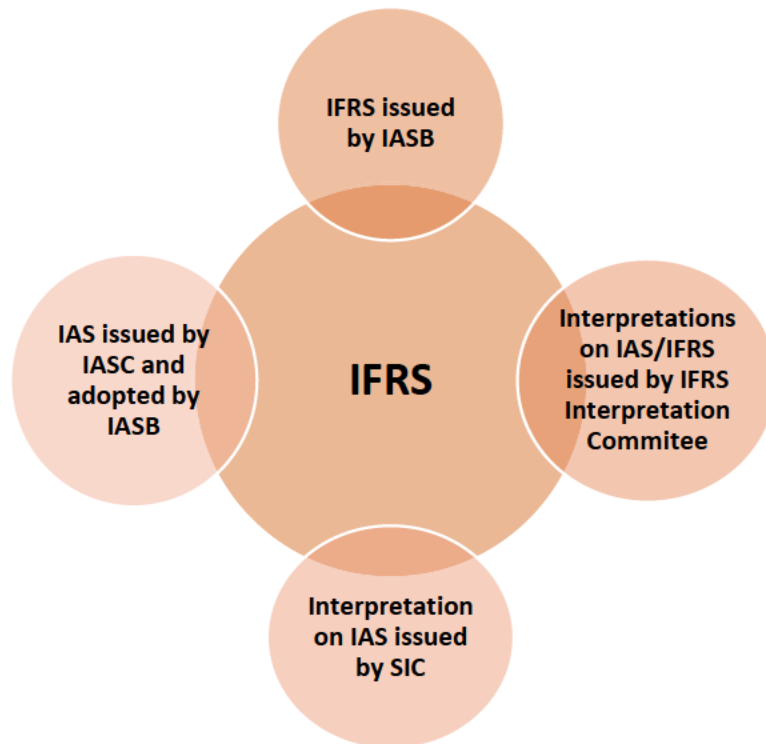 IFRS issued
by IASB
IAS issued by
IASC and
adopted by
IASB
IFRS
Interpretations
on IAS/IFRS
issued by IFRS
Interpretation
Commitee
Interpretation
on IAS issued
by SIC